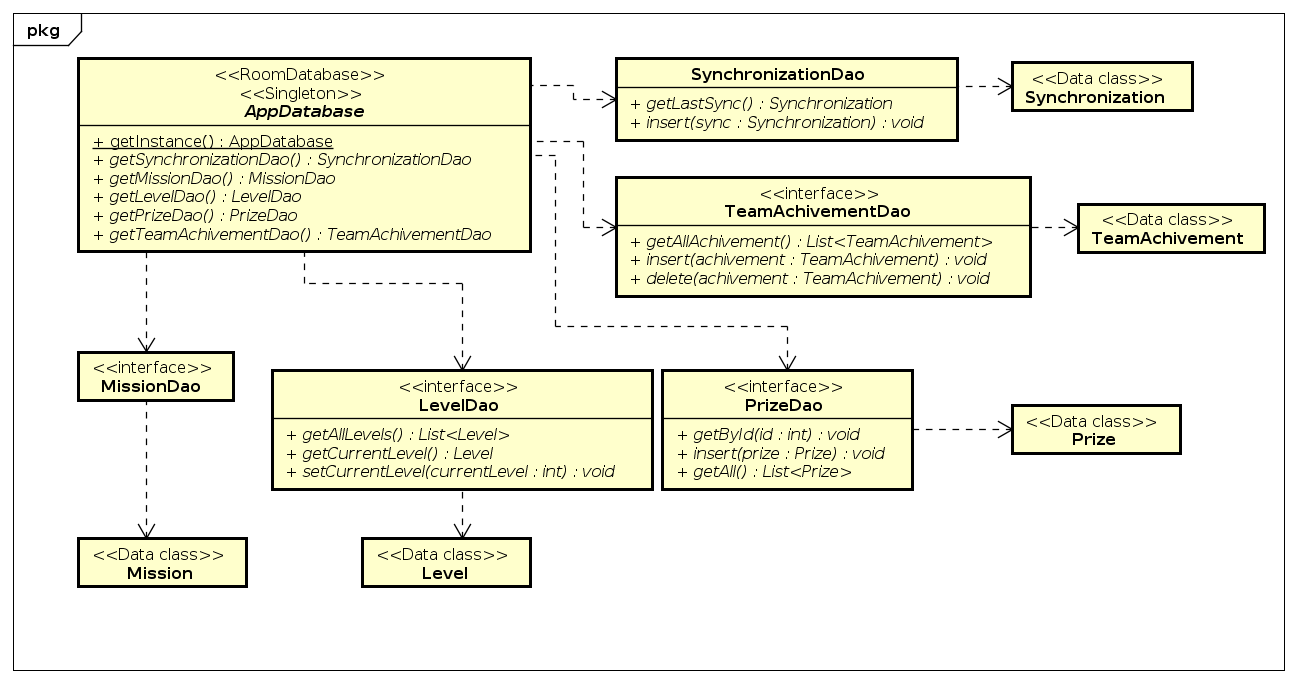 pkg
<<RoomDatabase>>
<<Singleton>>
AppDatabase
+ getInstance() : AppDatabase
+ getSynchronizationDao() : SynchronizationDao
+ getMissionDao() : MissionDao
+ getLevelDao() : LevelDao
+ getPrizeDao() : PrizeDao
+ getTeamAchivementDao() : TeamAchivementDao
SynchronizationDao
+ getLastSync() : Synchronization
+ insert(sync : Synchronization) : void
<<Data class>>
Synchronization
<<interface>>
TeamAchivementDao
+ getAllAchivement() : List<TeamAchivement>
+ insert(achivement : TeamAchivement) : void
+ delete(achivement : TeamAchivement) : void
<<Data class>>
TeamAchivement
<<interface>>
MissionDao
<<interface>>
LevelDao
+ getAllLevels() : List<Level>
+ getCurrentLevel() : Level
+ setCurrentLevel(currentLevel : int) : void
<<interface>>
PrizeDao
+ getById(id : int) : void
+ insert(prize : Prize) : void
+ getAll() : List<Prize>
<<Data class>>
Prize
<<Data class>>
Mission
<<Data class>>
Level